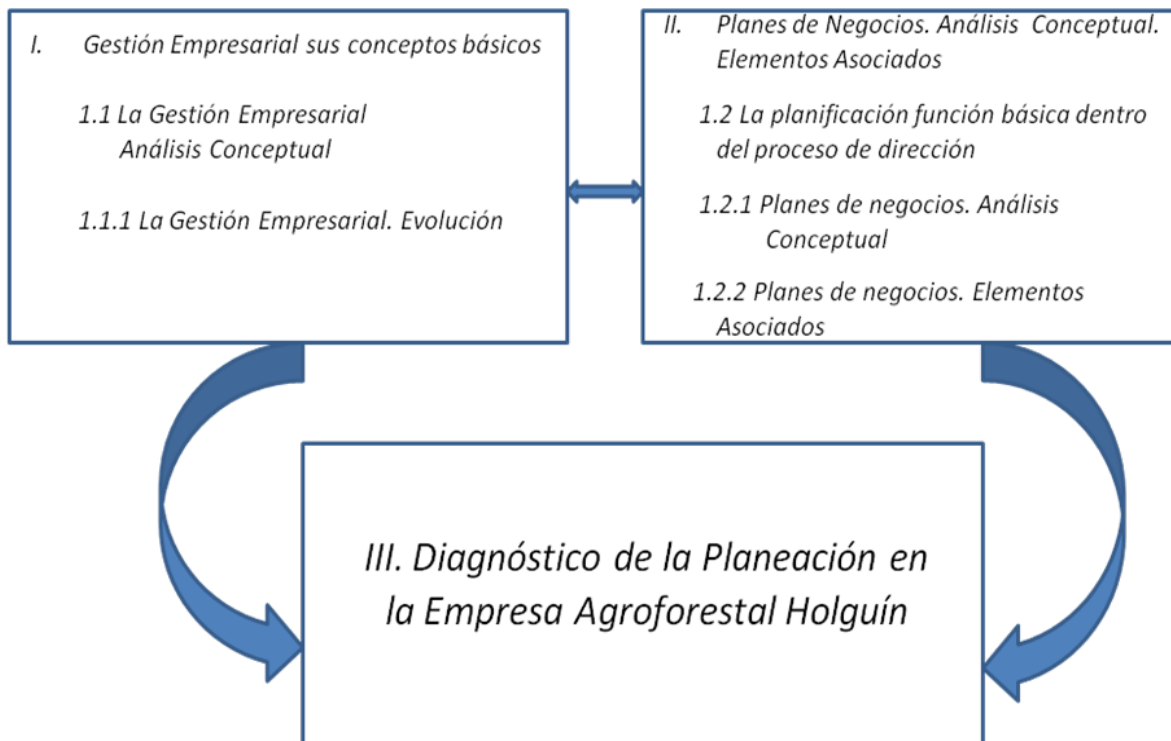 I. Gestión Empresarial sus conceptos básicos
1.1 La Gestión Empresarial
Análisis Conceptual
1.1.1 La Gestión Empresarial. Evolución
II. Planes de Negocios. Análisis Conceptual.
Elementos Asociados
1.2 La planificación función básica dentro
del proceso de dirección
1.2.1 Planes de negocios. Análisis
Conceptual
1.2.2 Planes de negocios. Elementos
Asociados
III. Diagnóstico de la Planeación en
la Empresa Agroforestal Holguín